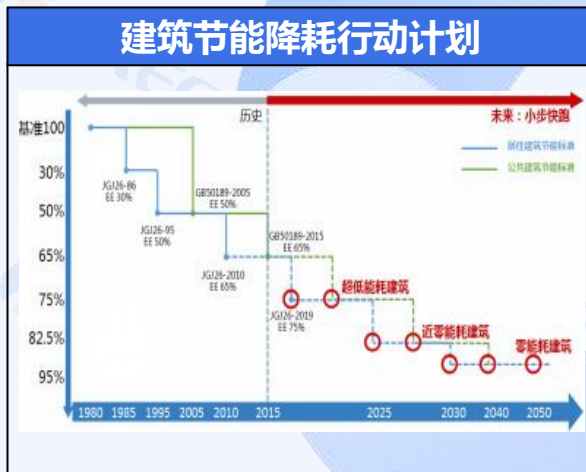 建筑节能降耗行动计划
历史
未来：小步快跑
基准100
居住建筑节能标准
公共建筑节能标准
30%
JGJ26-86
EE 30%
GB50189-2005
EE 50%
50%
JGJ26-95
EE 50%
GB50189-2015
EE 65%
65%
JGJ26-2010
EE 65%
超低能耗建筑
75%
JGJ26-2019
EE 75%
近零能耗建筑
82.5%
零能耗建筑
95%
1980 1985 1995 2005 2010 2015 2025 2030 2040 2050